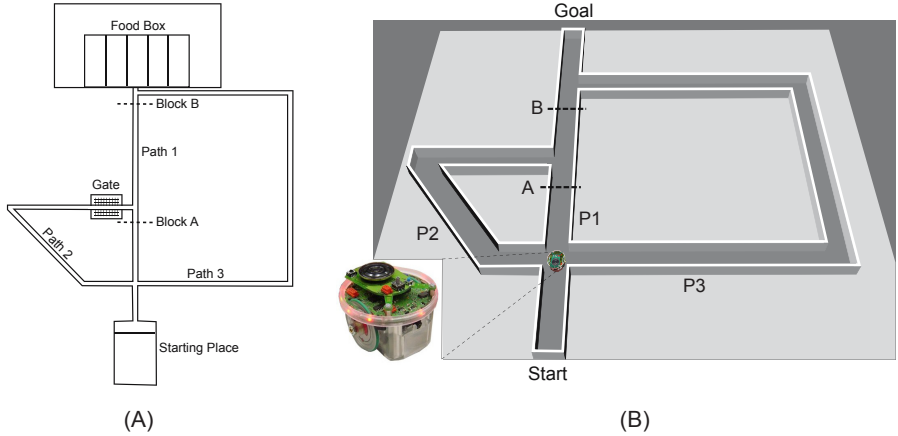 Food Box
Block B
Path 1
Gate
Block A
Path 2
Path 3
Starting Place
(A)
Goal
B
A
P1
P2
P3
Start
(B)